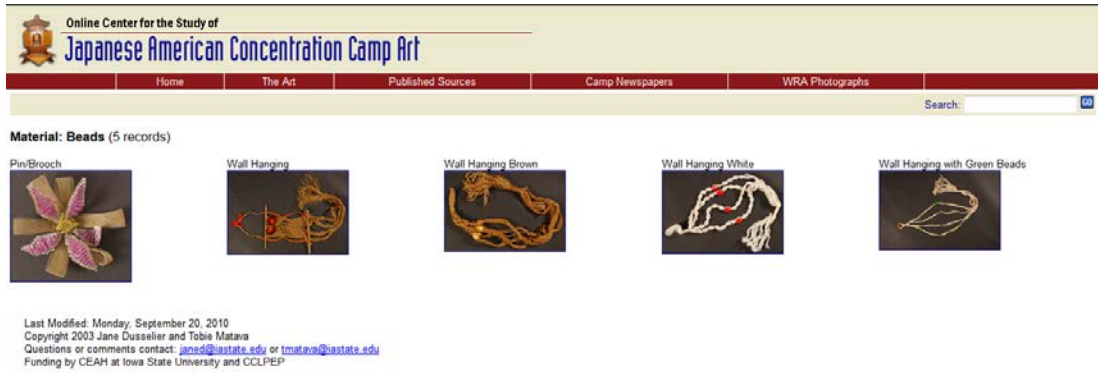 Online Center for the Study of
Japanese American Concentration Camp Art
Home The Art Published Sources Camp Newspapers WRA Photographs
Search: GO
Material: Beads (5 records)
Pin/Brooch Wall Hanging Wall Hanging Brown Wall Hanging White Wall Hanging with Green Beads
Last Modified: Monday, September 20, 2010
Copyright 2003 Jane Dusselier and Tobie Matava
Questions or comments contact: janed@iastate.edu or tmatava@iastate.edu
Funding by CEAH at Iowa State University and CCLPEP